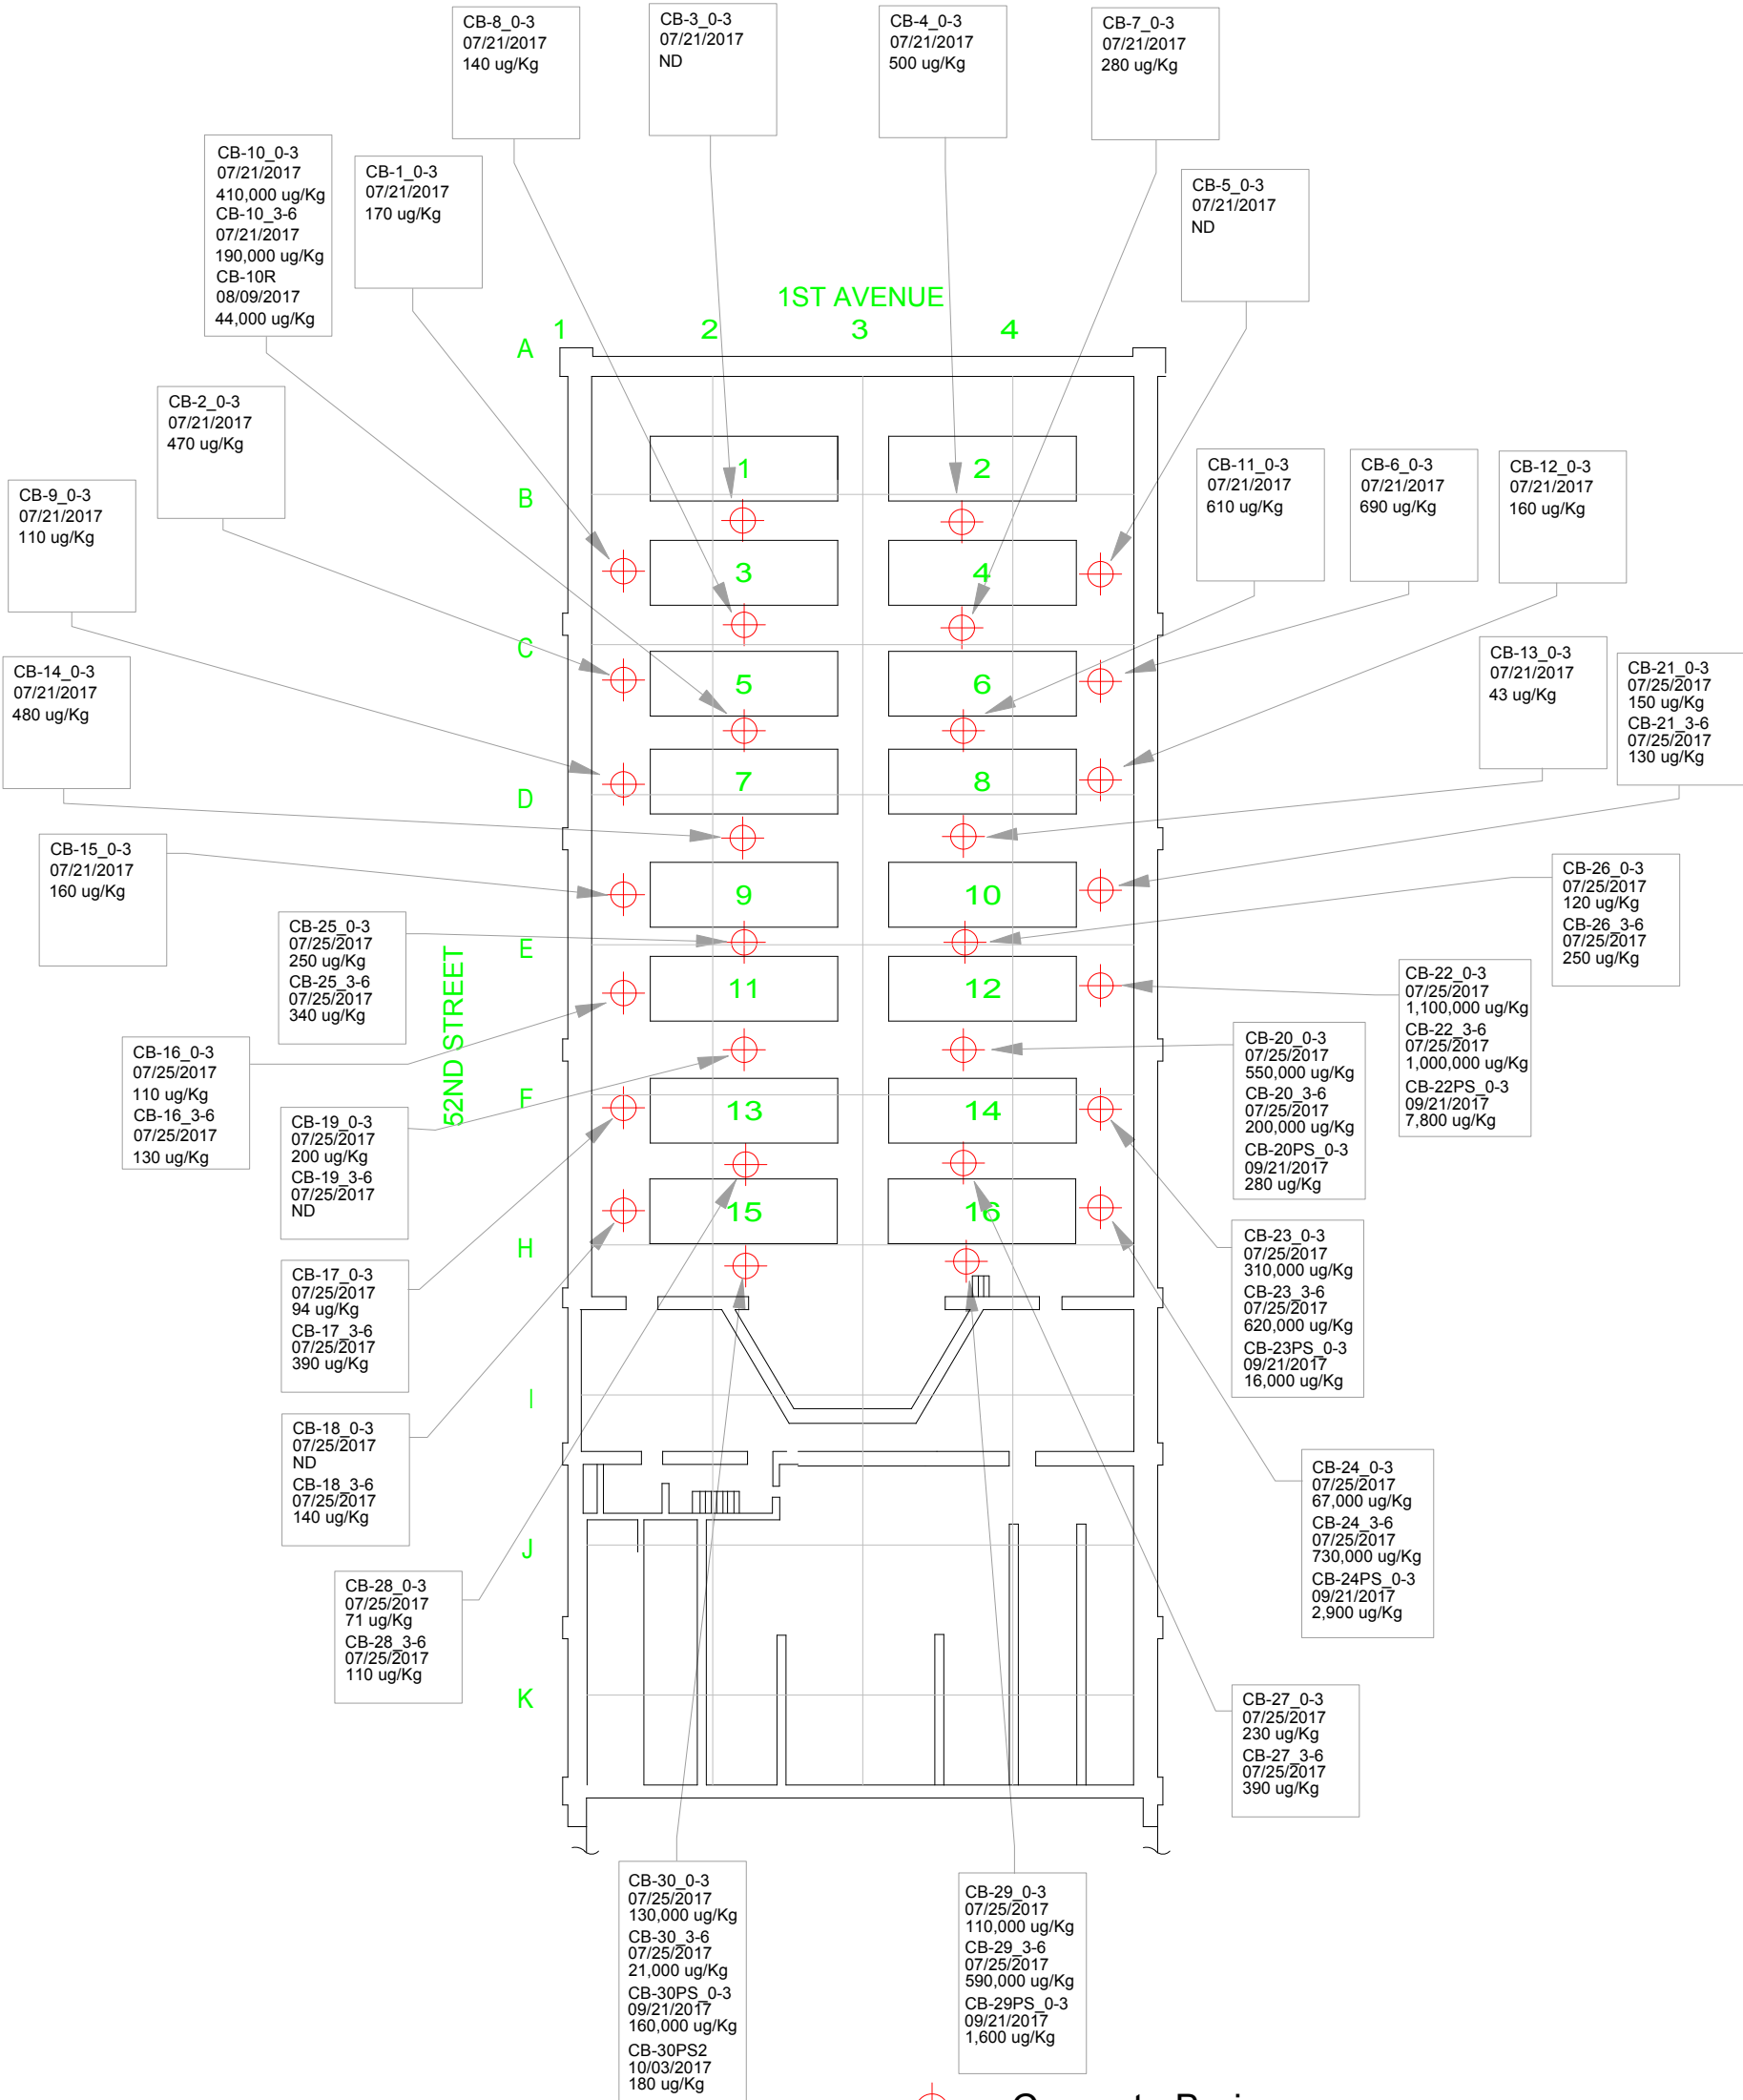 CB-8_0-3
07/21/2017
140 ug/Kg
CB-3_0-3
07/21/2017
ND
CB-4_0-3
07/21/2017
500 ug/Kg
CB-7_0-3
07/21/2017
280 ug/Kg
CB-10_0-3
07/21/2017
410,000 ug/Kg
CB-10_3-6
07/21/2017
190,000 ug/Kg
CB-10R
08/09/2017
44,000 ug/Kg
CB-1_0-3
07/21/2017
170 ug/Kg
CB-5_0-3
07/21/2017
ND
1ST AVENUE
1 2 3 4
A
CB-2_0-3
07/21/2017
470 ug/Kg
1 2
CB-11_0-3
07/21/2017
610 ug/Kg
CB-6_0-3
07/21/2017
690 ug/Kg
CB-12_0-3
07/21/2017
160 ug/Kg
CB-9_0-3
07/21/2017
110 ug/Kg
B
3 4
C
CB-14_0-3
07/21/2017
480 ug/Kg
5 6
CB-13_0-3
07/21/2017
43 ug/Kg
CB-21_0-3
07/25/2017
150 ug/Kg
CB-21_3-6
07/25/2017
130 ug/Kg
7 8
D
CB-15_0-3
07/21/2017
160 ug/Kg
9 10
CB-26_0-3
07/25/2017
120 ug/Kg
CB-26_3-6
07/25/2017
250 ug/Kg
CB-25_0-3
07/25/2017
250 ug/Kg
CB-25_3-6
07/25/2017
340 ug/Kg
E
52ND STREET
11 12
CB-22_0-3
07/25/2017
1,100,000 ug/Kg
CB-22_3-6
07/25/2017
1,000,000 ug/Kg
CB-22PS_0-3
09/21/2017
7,800 ug/Kg
CB-16_0-3
07/25/2017
110 ug/Kg
CB-16_3-6
07/25/2017
130 ug/Kg
CB-20_0-3
07/25/2017
550,000 ug/Kg
CB-20_3-6
07/25/2017
200,000 ug/Kg
CB-20PS_0-3
09/21/2017
280 ug/Kg
F
13 14
CB-19_0-3
07/25/2017
200 ug/Kg
CB-19_3-6
07/25/2017
ND
15 16
H
CB-23_0-3
07/25/2017
310,000 ug/Kg
CB-23_3-6
07/25/2017
620,000 ug/Kg
CB-23PS_0-3
09/21/2017
16,000 ug/Kg
CB-17_0-3
07/25/2017
94 ug/Kg
CB-17_3-6
07/25/2017
390 ug/Kg
I
CB-18_0-3
07/25/2017
ND
CB-18_3-6
07/25/2017
140 ug/Kg
CB-24_0-3
07/25/2017
67,000 ug/Kg
CB-24_3-6
07/25/2017
730,000 ug/Kg
CB-24PS_0-3
09/21/2017
2,900 ug/Kg
J
CB-28_0-3
07/25/2017
71 ug/Kg
CB-28_3-6
07/25/2017
110 ug/Kg
K
CB-27_0-3
07/25/2017
230 ug/Kg
CB-27_3-6
07/25/2017
390 ug/Kg
CB-30_0-3
07/25/2017
130,000 ug/Kg
CB-30_3-6
07/25/2017
21,000 ug/Kg
CB-30PS_0-3
09/21/2017
160,000 ug/Kg
CB-30PS2
10/03/2017
180 ug/Kg
CB-29_0-3
07/25/2017
110,000 ug/Kg
CB-29_3-6
07/25/2017
590,000 ug/Kg
CB-29PS_0-3
09/21/2017
1,600 ug/Kg